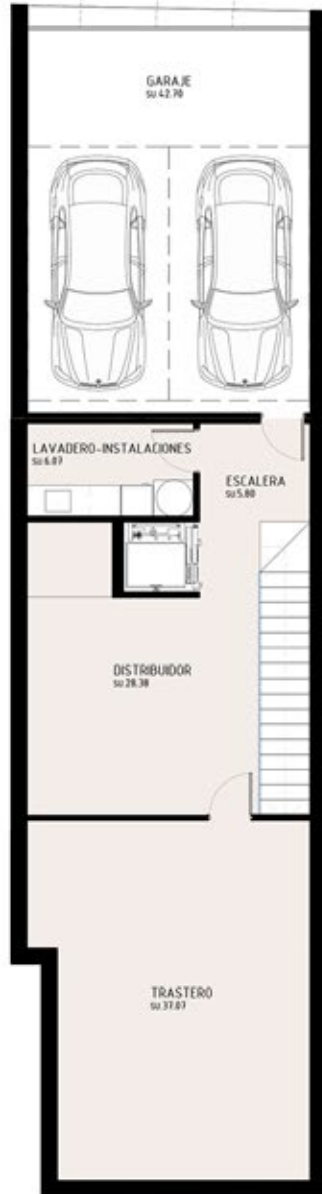 GARAJE
su 42.70
LAVADERO-INSTALACIONES
su 6.07
ESCALERA
su 5.80
DISTRIBUIDOR
su 28.38
TRASTERO
su 37.07